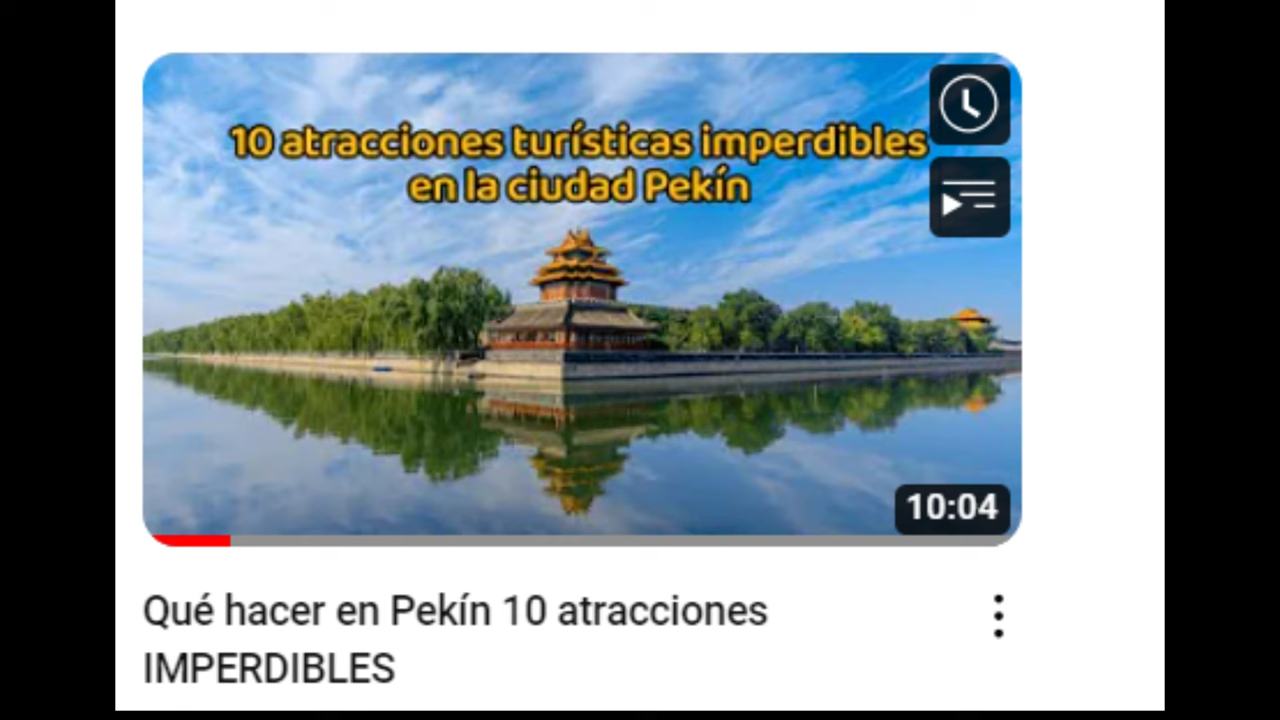 10 atracciones turísticas imperdibles
en la ciudad Pekín
10:04
Qué hacer en Pekín 10 atracciones
IMPERDIBLES